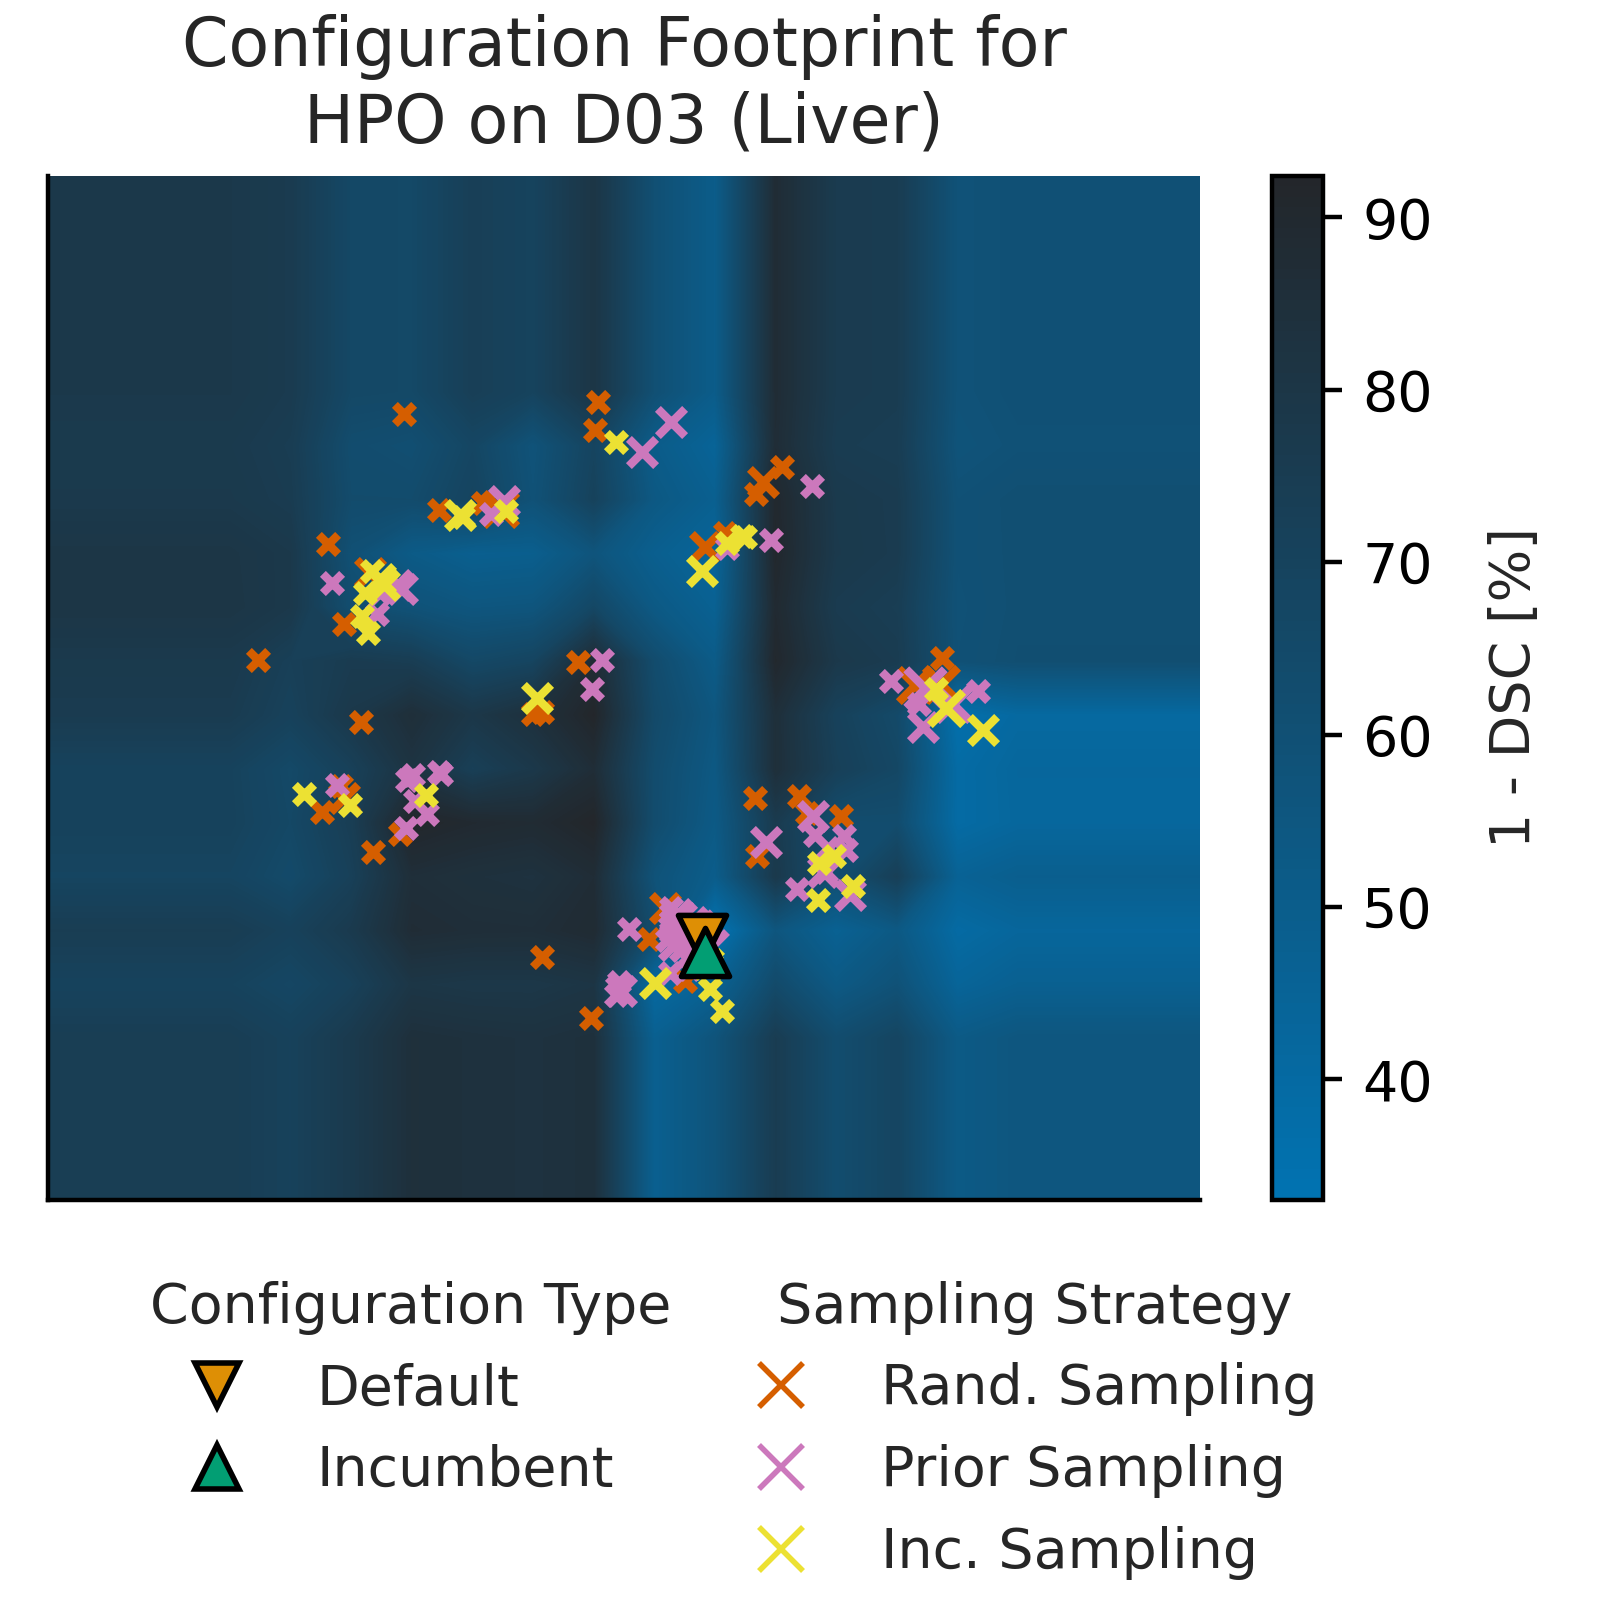 Configuration Footprint for
HPO on D03 (Liver)
90
80
70
60
50
40
1 - DSC [%]
Configuration Type
Default
Incumbent
Sampling Strategy
Rand. Sampling
Prior Sampling
Inc. Sampling